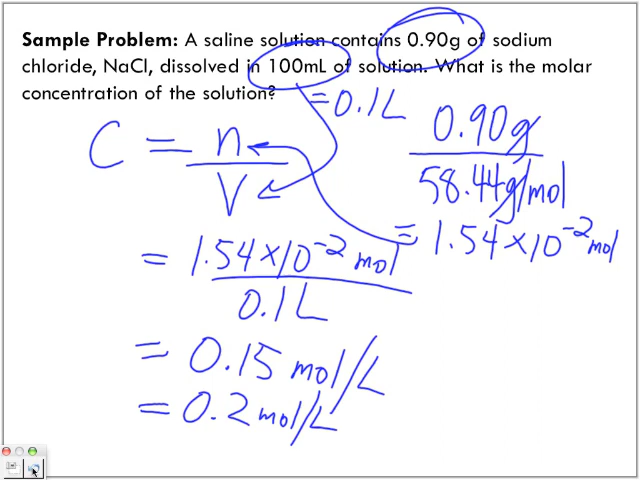 Sample Problem: A saline solution contains 0.90g of sodium
chloride, NaCl, dissolved in 100mL of solution. What is the molar
concentration of the solution?
= 0.1L
C = n
V
0.90g
58.44g/mol
= 1.54×10⁻² mol
= 1.54×10⁻² mol
0.1L
= 0.15 mol/L
= 0.2 mol/L